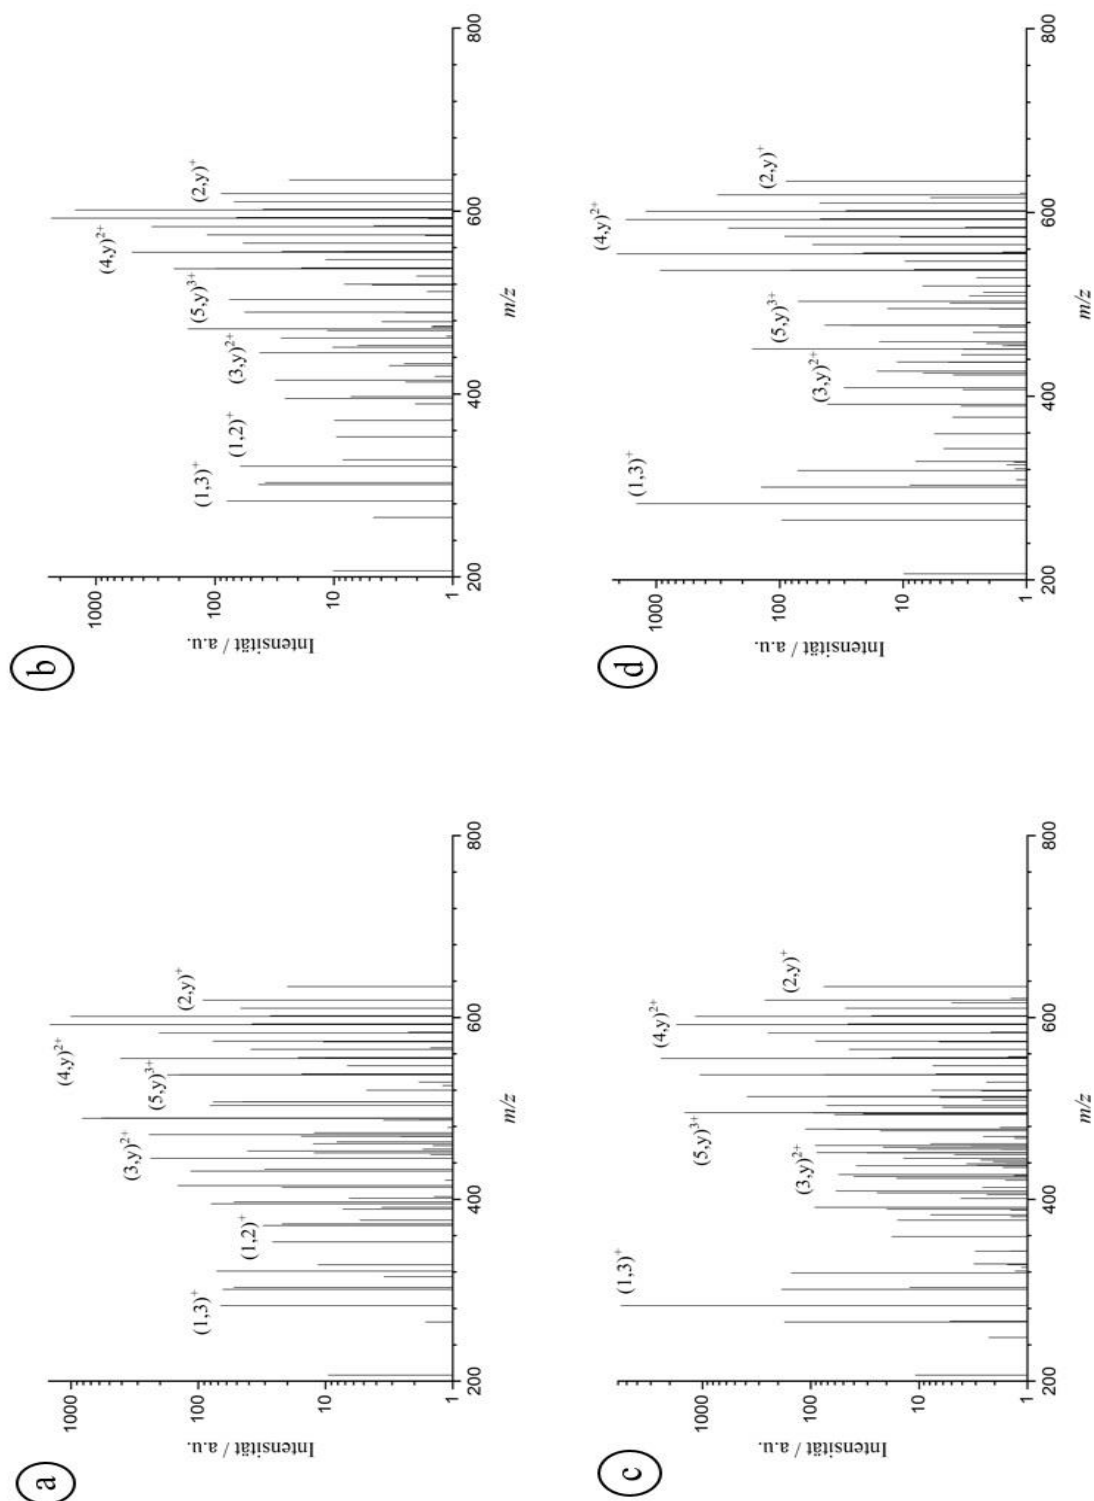 a
Intensität / a.u.
1000
100
10
1
200
400
600
800
m/z
(1,3)⁺
(1,2)⁺
(3,y)²⁺
(5,y)³⁺
(4,y)²⁺
(2,y)⁺
b
Intensität / a.u.
1000
100
10
1
200
400
600
800
m/z
(1,3)⁺
(1,2)⁺
(3,y)²⁺
(5,y)³⁺
(4,y)²⁺
(2,y)⁺
c
Intensität / a.u.
1000
100
10
1
200
400
600
800
m/z
(1,3)⁺
(3,y)²⁺
(5,y)³⁺
(4,y)²⁺
(2,y)⁺
d
Intensität / a.u.
1000
100
10
1
200
400
600
800
m/z
(1,3)⁺
(3,y)²⁺
(5,y)³⁺
(4,y)²⁺
(2,y)⁺